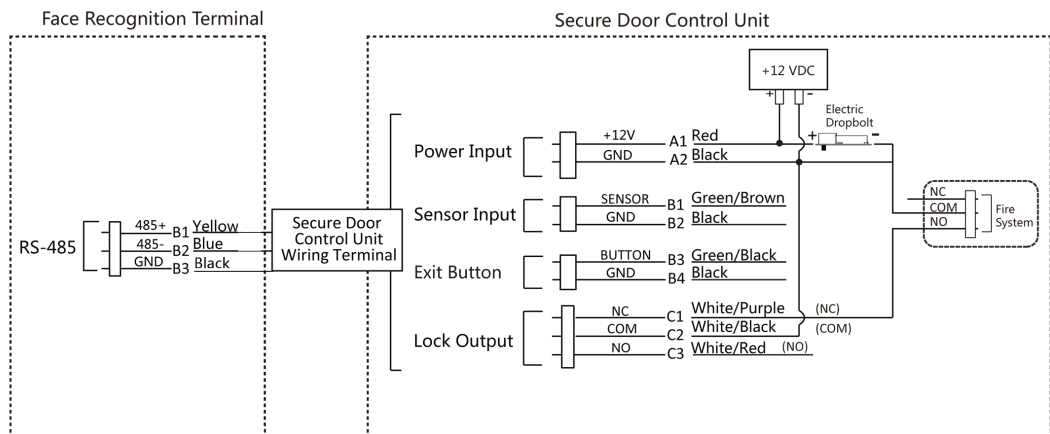 Face Recognition Terminal
Secure Door Control Unit
+12 VDC
+ -
Electric
Dropbolt
+ -
Power Input
+12V A1 Red
GND A2 Black
Sensor Input
SENSOR B1 Green/Brown
GND B2 Black
Exit Button
BUTTON B3 Green/Black
GND B4 Black
Lock Output
NC C1 White/Purple (NC)
COM C2 White/Black (COM)
NO C3 White/Red (NO)
RS-485
485+ B1 Yellow
485- B2 Blue
GND B3 Black
Secure Door
Control Unit
Wiring Terminal
NC
COM
NO
Fire
System